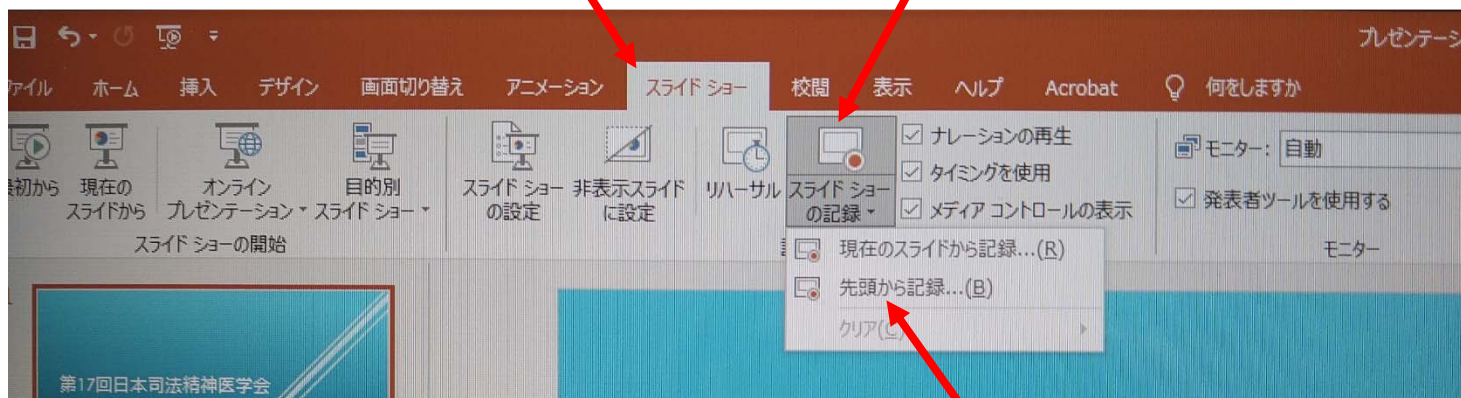 プレゼンテーシ
ファイル ホーム 挿入 デザイン 画面切り替え アニメーション スライド ショー 校閲 表示 ヘルプ Acrobat 何をしますか
最初から
現在の
スライドから
オンライン
プレゼンテーション
目的別
スライド ショー
スライド ショーの開始
スライド ショー
の設定
非表示スライド
に設定
リハーサル
スライド ショー
の記録
ナレーションの再生
タイミングを使用
メディア コントロールの表示
モニター: 自動
発表者ツールを使用する
モニター
現在のスライドから記録...(R)
先頭から記録...(B)
クリア(C)
第17回日本司法精神医学会